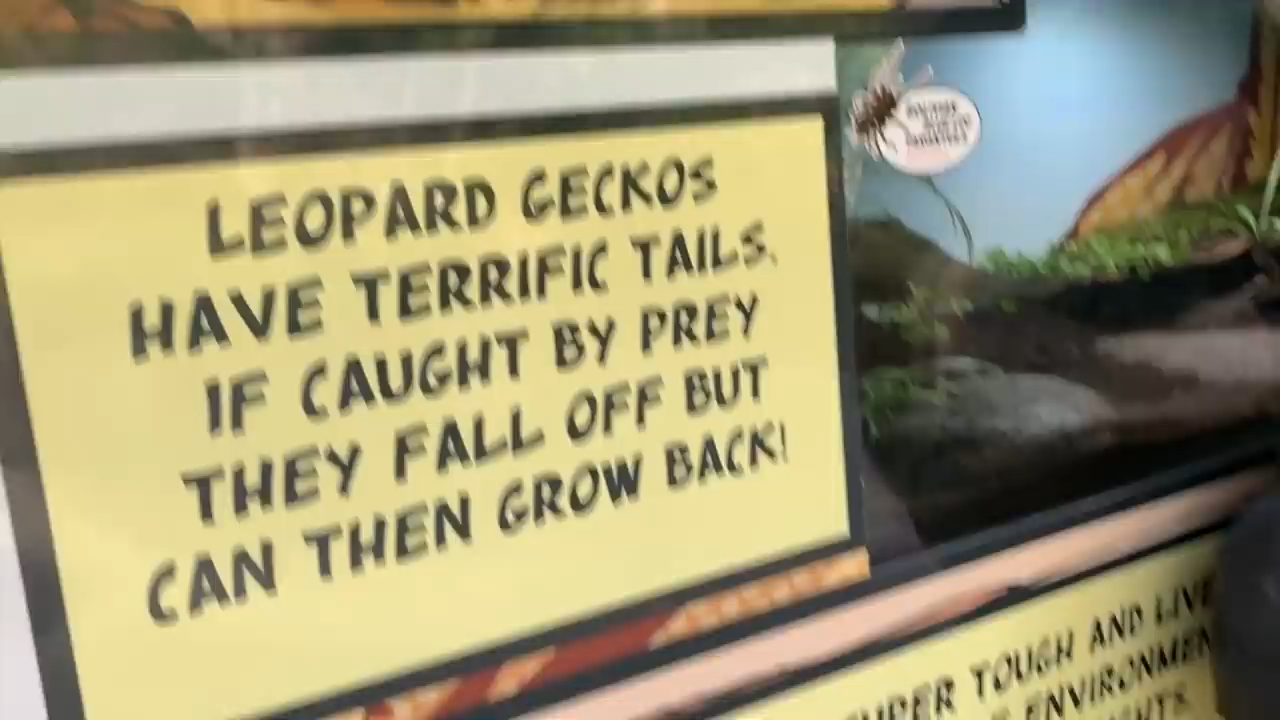 LEOPARD GECKOS
HAVE TERRIFIC TAILS.
IF CAUGHT BY PREY
THEY FALL OFF BUT
CAN THEN GROW BACK!
SUPER TOUGH AND LIVE
ENVIRONMEN